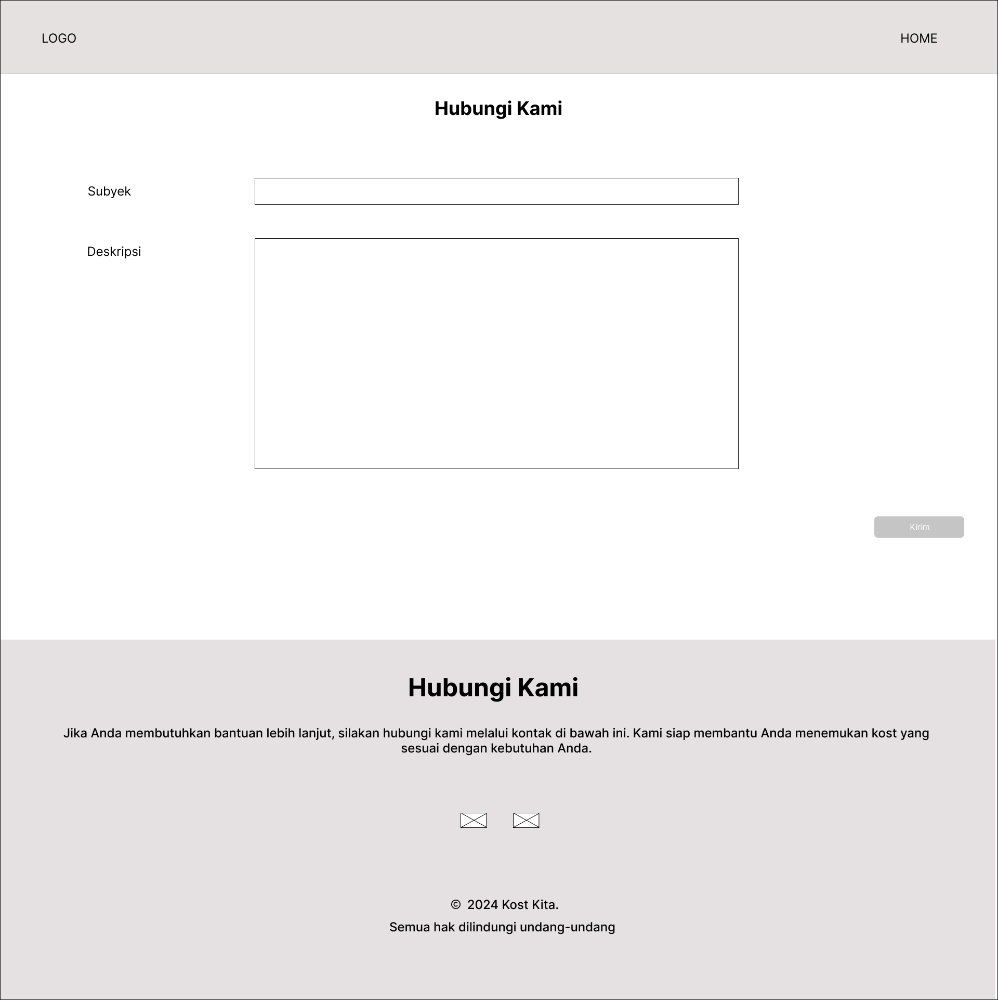 LOGO
HOME
Hubungi Kami
Subyek
Deskripsi
Kirim
Hubungi Kami
Jika Anda membutuhkan bantuan lebih lanjut, silakan hubungi kami melalui kontak di bawah ini. Kami siap membantu Anda menemukan kost yang
sesuai dengan kebutuhan Anda.
© 2024 Kost Kita.
Semua hak dilindungi undang-undang